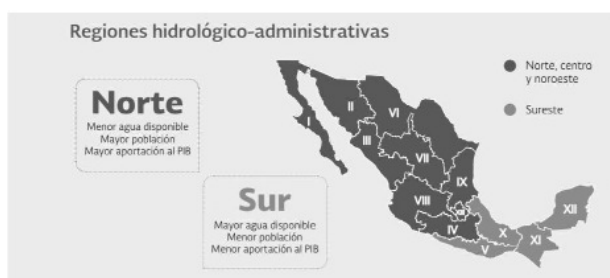 Regiones hidrológico-administrativas
Norte
Menor agua disponible
Mayor población
Mayor aportación al PIB
Sur
Mayor agua disponible
Menor población
Menor aportación al PIB
Norte, centro
y noroeste
Sureste
I
II
III
VI
VII
IX
VIII
XIII
IV
V
X
XI
XII